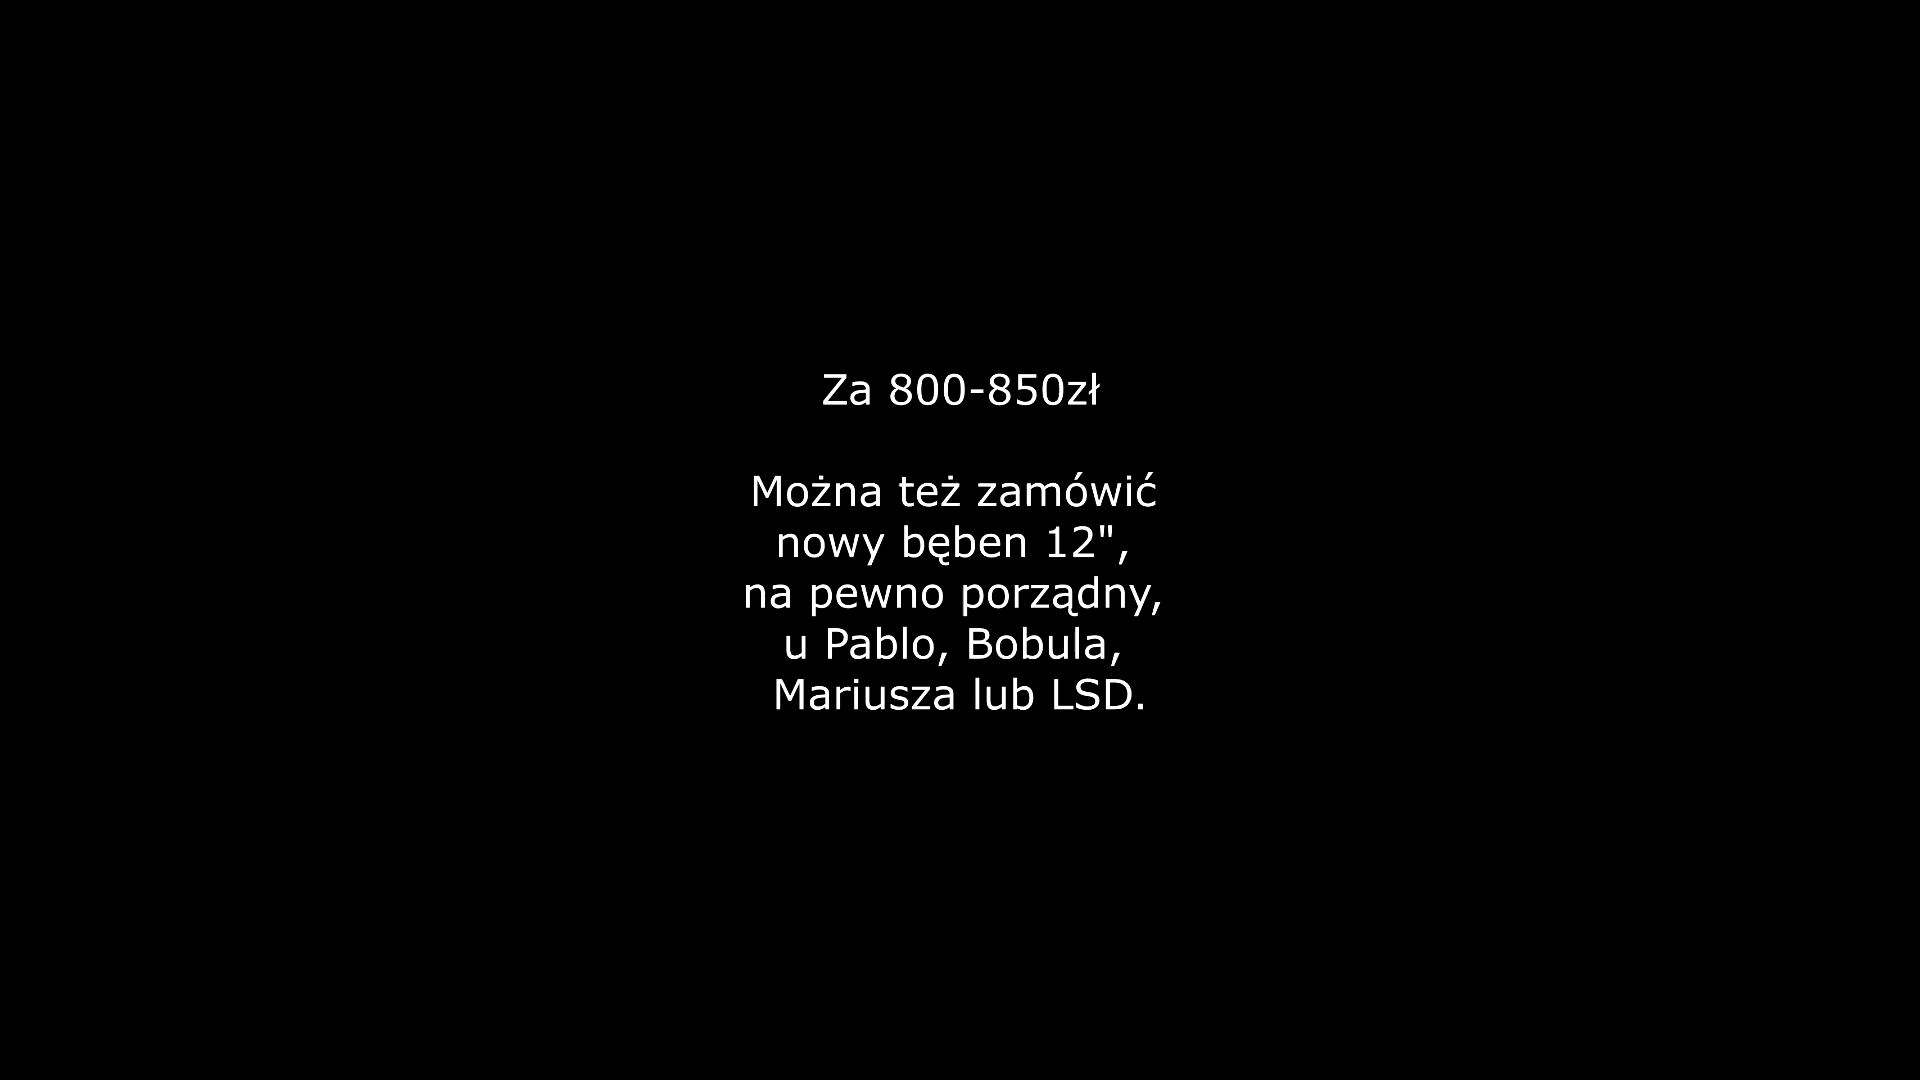 Za 800-850zł
Można też zamówić
nowy bęben 12",
na pewno porządny,
u Pablo, Bobula,
Mariusza lub LSD.